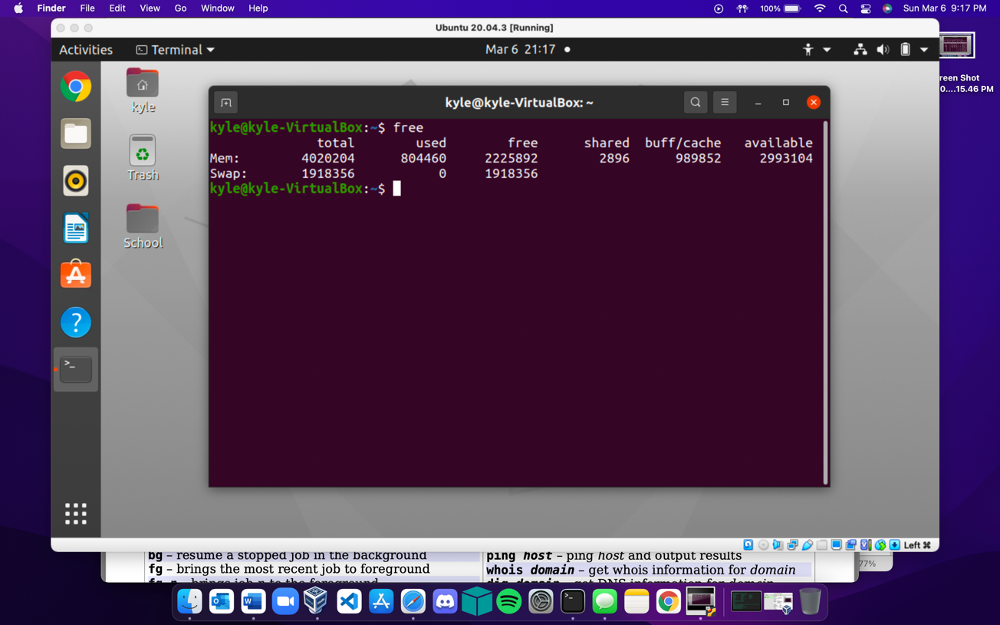 Finder File Edit View Go Window Help 100% Sun Mar 6 9:17 PM
Ubuntu 20.04.3 [Running]
Activities Terminal Mar 6 21:17
reen Shot
0....15.46 PM
kyle
Trash
School
kyle@kyle-VirtualBox: ~
kyle@kyle-VirtualBox:~$ free
total used free shared buff/cache available
Mem: 4020204 804460 2225892 2896 989852 2993104
Swap: 1918356 0 1918356
kyle@kyle-VirtualBox:~$
Left ⌘
bg – resume a stopped job in the background
fg – brings the most recent job to foreground
ping host – ping host and output results
whois domain – get whois information for domain
77%